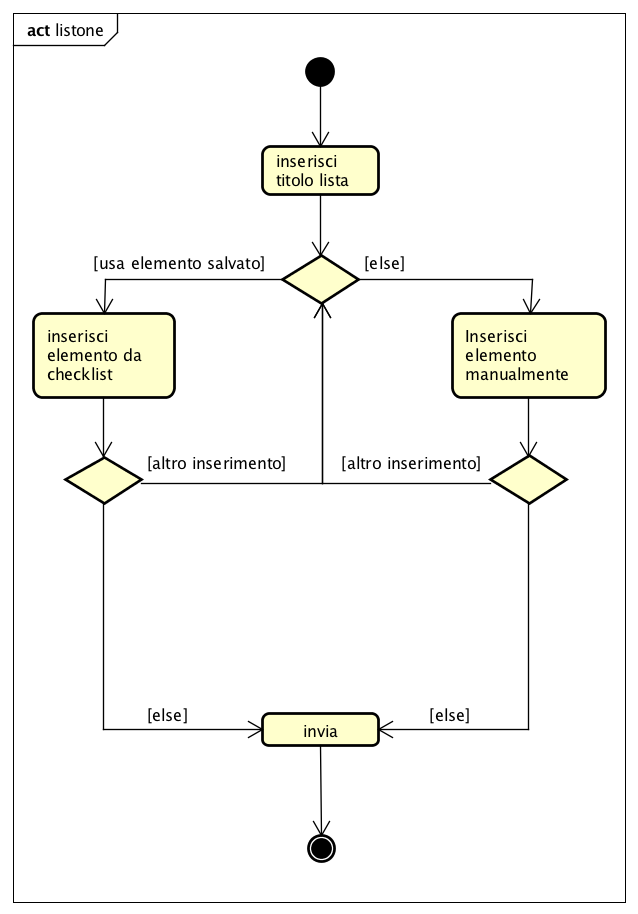 act listone
inserisci
titolo lista
[usa elemento salvato]
[else]
inserisci
elemento da
checklist
Inserisci
elemento
manualmente
[altro inserimento]
[altro inserimento]
[else]
[else]
invia